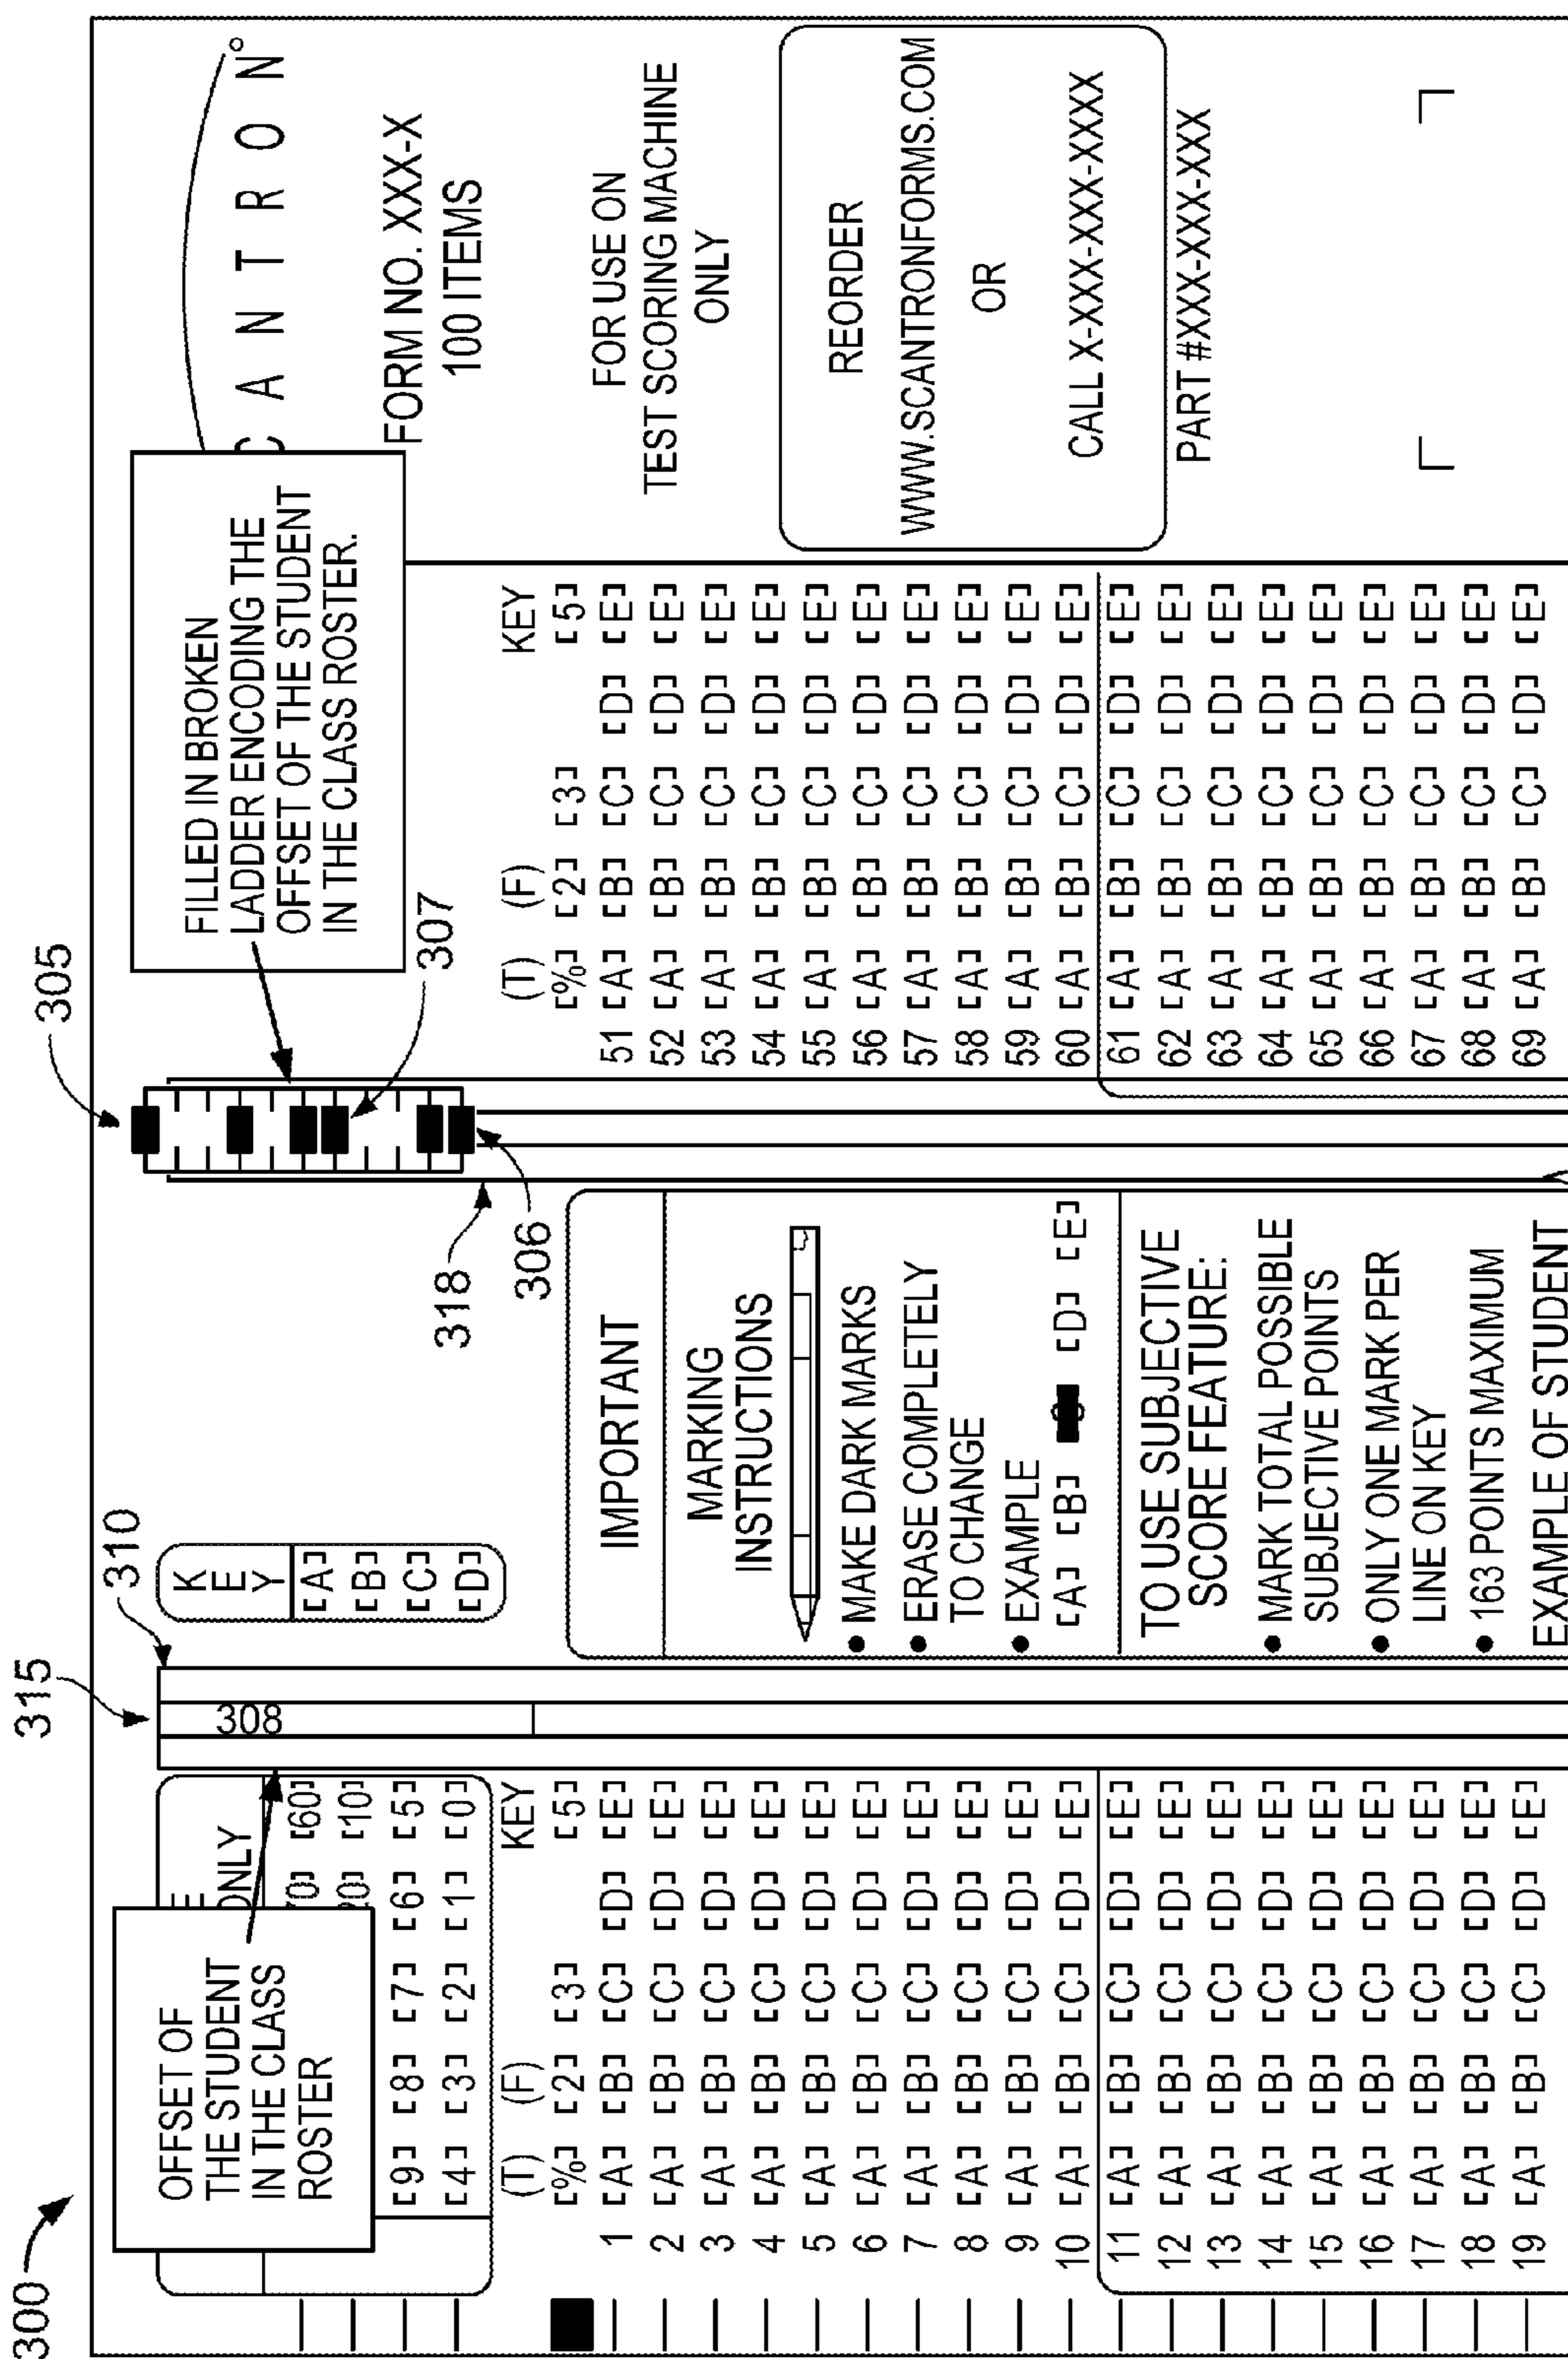 300
315
310
305
OFFSET OF
THE STUDENT
IN THE CLASS
ROSTER
E
ONLY
70] [60]
20] [10]
[9] [8] [7] [6] [5]
[4] [3] [2] [1] [0]
(T) (F) KEY
[%] [2] [3] [5]
1 [A] [B] [C] [D] [E]
2 [A] [B] [C] [D] [E]
3 [A] [B] [C] [D] [E]
4 [A] [B] [C] [D] [E]
5 [A] [B] [C] [D] [E]
6 [A] [B] [C] [D] [E]
7 [A] [B] [C] [D] [E]
8 [A] [B] [C] [D] [E]
9 [A] [B] [C] [D] [E]
10 [A] [B] [C] [D] [E]
11 [A] [B] [C] [D] [E]
12 [A] [B] [C] [D] [E]
13 [A] [B] [C] [D] [E]
14 [A] [B] [C] [D] [E]
15 [A] [B] [C] [D] [E]
16 [A] [B] [C] [D] [E]
17 [A] [B] [C] [D] [E]
18 [A] [B] [C] [D] [E]
19 [A] [B] [C] [D] [E]
308
K
E
Y
[A]
[B]
[C]
[D]
318
306
307
IMPORTANT
MARKING
INSTRUCTIONS
● MAKE DARK MARKS
● ERASE COMPLETELY
TO CHANGE
● EXAMPLE
[A] [B] [D] [E]
TO USE SUBJECTIVE
SCORE FEATURE:
● MARK TOTAL POSSIBLE
SUBJECTIVE POINTS
● ONLY ONE MARK PER
LINE ON KEY
● 163 POINTS MAXIMUM
EXAMPLE OF STUDENT
FILLED IN BROKEN
LADDER ENCODING THE
OFFSET OF THE STUDENT
IN THE CLASS ROSTER.
(T) (F) KEY
[%] [2] [3] [5]
51 [A] [B] [C] [D] [E]
52 [A] [B] [C] [D] [E]
53 [A] [B] [C] [D] [E]
54 [A] [B] [C] [D] [E]
55 [A] [B] [C] [D] [E]
56 [A] [B] [C] [D] [E]
57 [A] [B] [C] [D] [E]
58 [A] [B] [C] [D] [E]
59 [A] [B] [C] [D] [E]
60 [A] [B] [C] [D] [E]
61 [A] [B] [C] [D] [E]
62 [A] [B] [C] [D] [E]
63 [A] [B] [C] [D] [E]
64 [A] [B] [C] [D] [E]
65 [A] [B] [C] [D] [E]
66 [A] [B] [C] [D] [E]
67 [A] [B] [C] [D] [E]
68 [A] [B] [C] [D] [E]
69 [A] [B] [C] [D] [E]
C A N T R O N°
FORM NO. XXX-X
100 ITEMS
FOR USE ON
TEST SCORING MACHINE
ONLY
REORDER
WWW.SCANTRONFORMS.COM
OR
CALL X-XXX-XXX-XXXX
PART #XXX-XXX-XXX